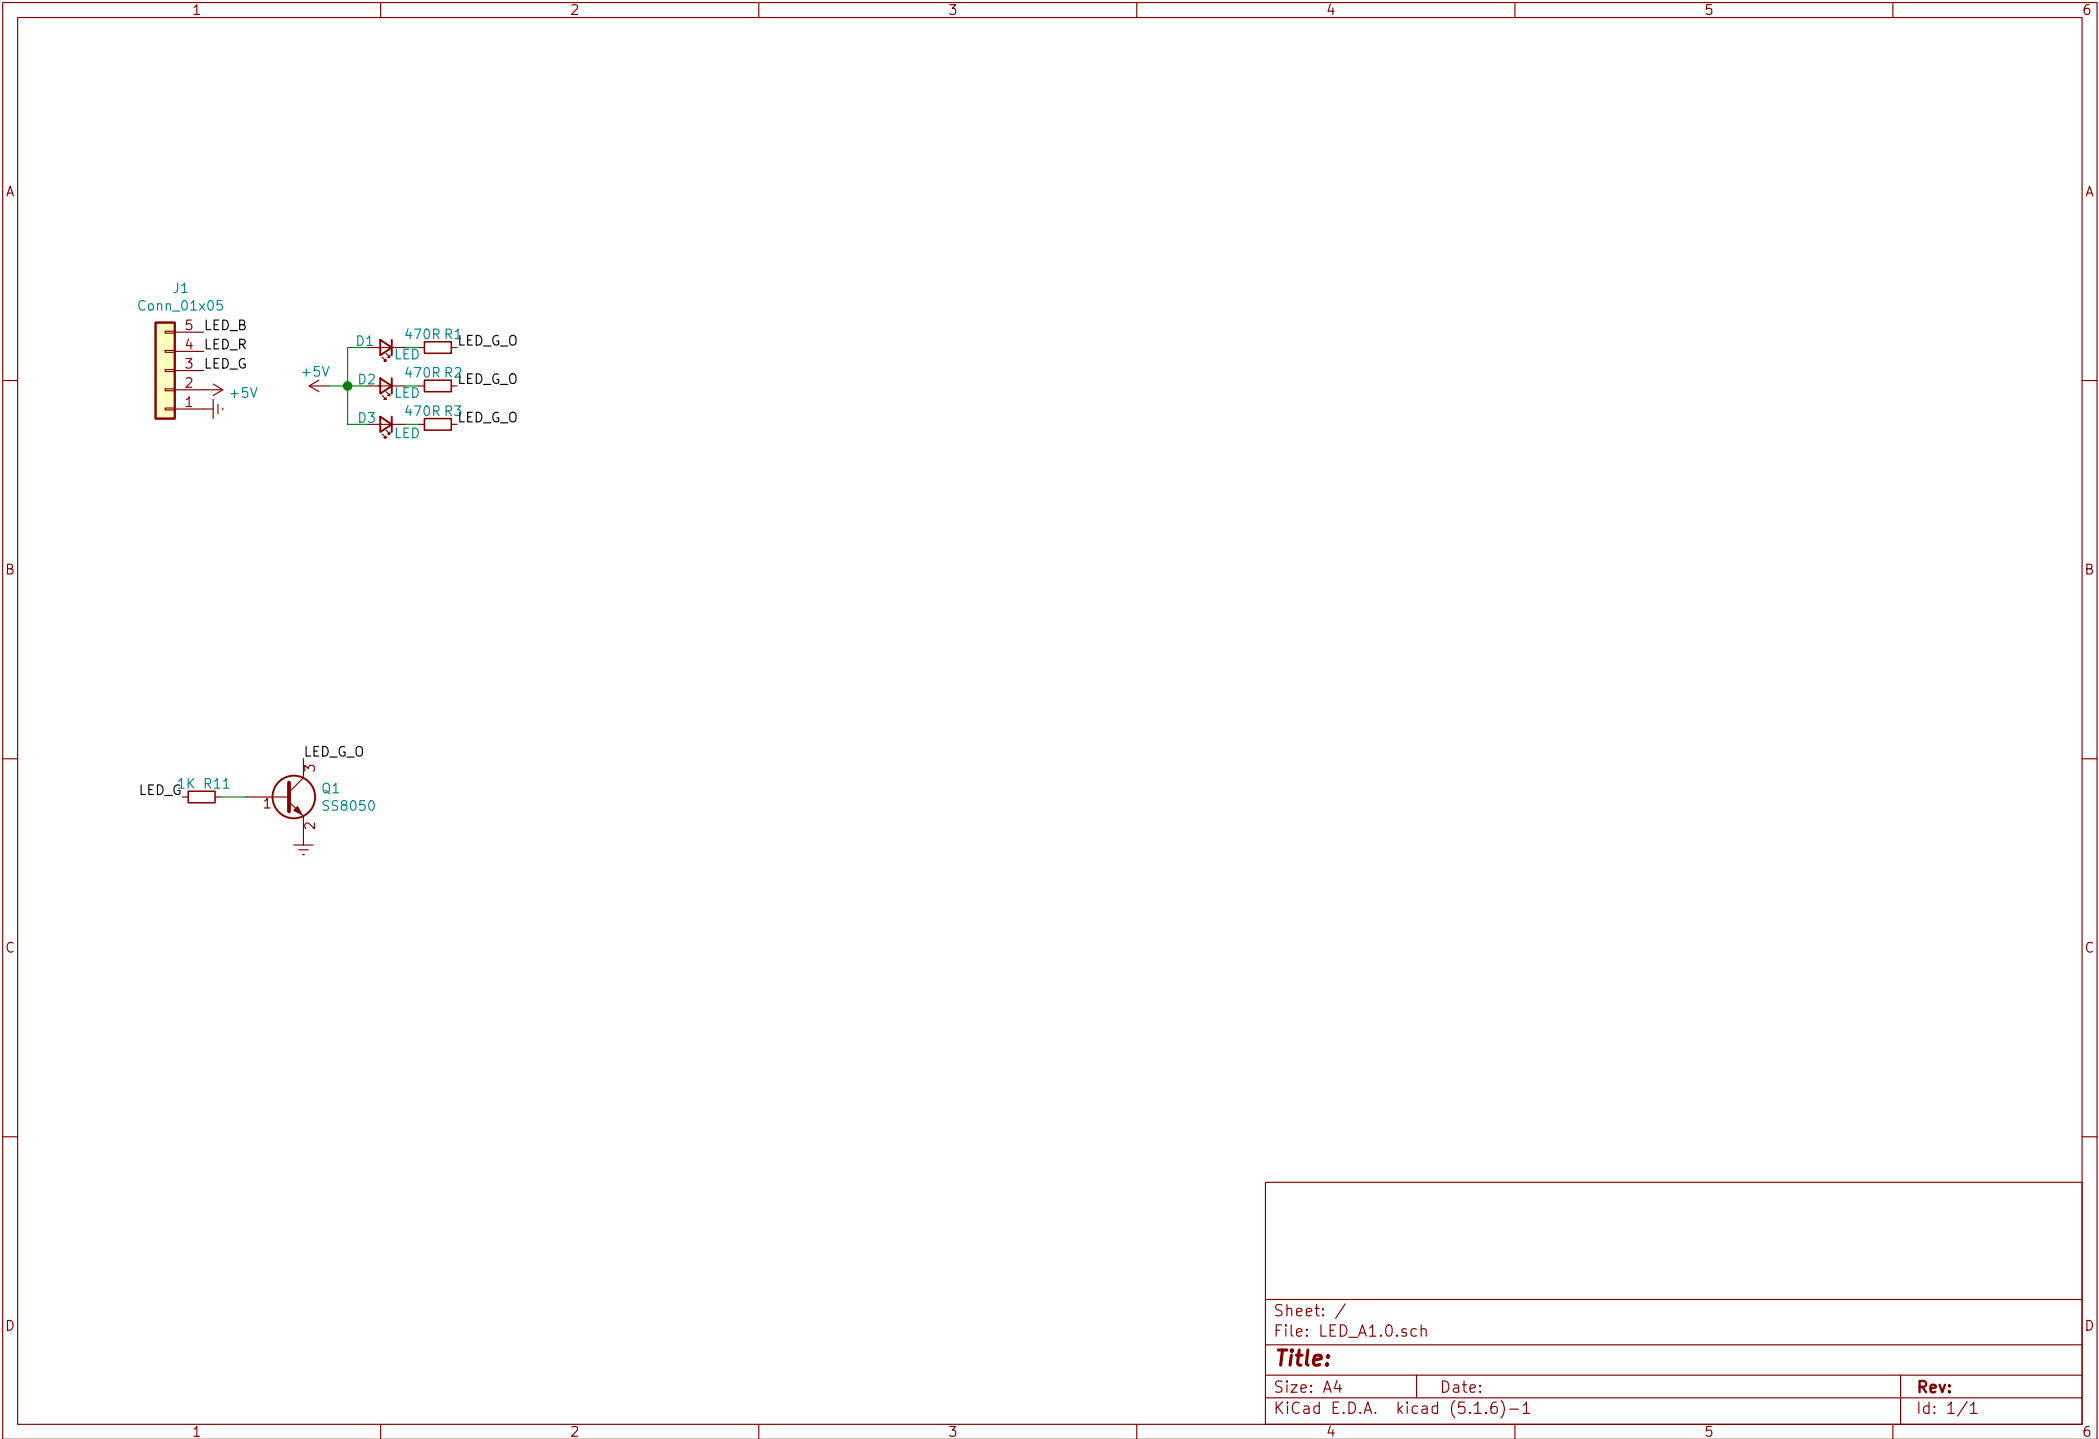 1 2 3 4 5 6
A A
J1
Conn_01x05
5 LED_B
4 LED_R
3 LED_G
2 +5V
1
+5V
D1 LED 470R R1 LED_G_O
D2 LED 470R R2 LED_G_O
D3 LED 470R R3 LED_G_O
B B
LED_G_O
3
LED_G 1K R11 1
Q1
SS8050
2
C C
Sheet: /
File: LED_A1.0.sch
D D
Title:
Size: A4 Date: Rev:
KiCad E.D.A. kicad (5.1.6)-1 Id: 1/1
1 2 3 4 5 6